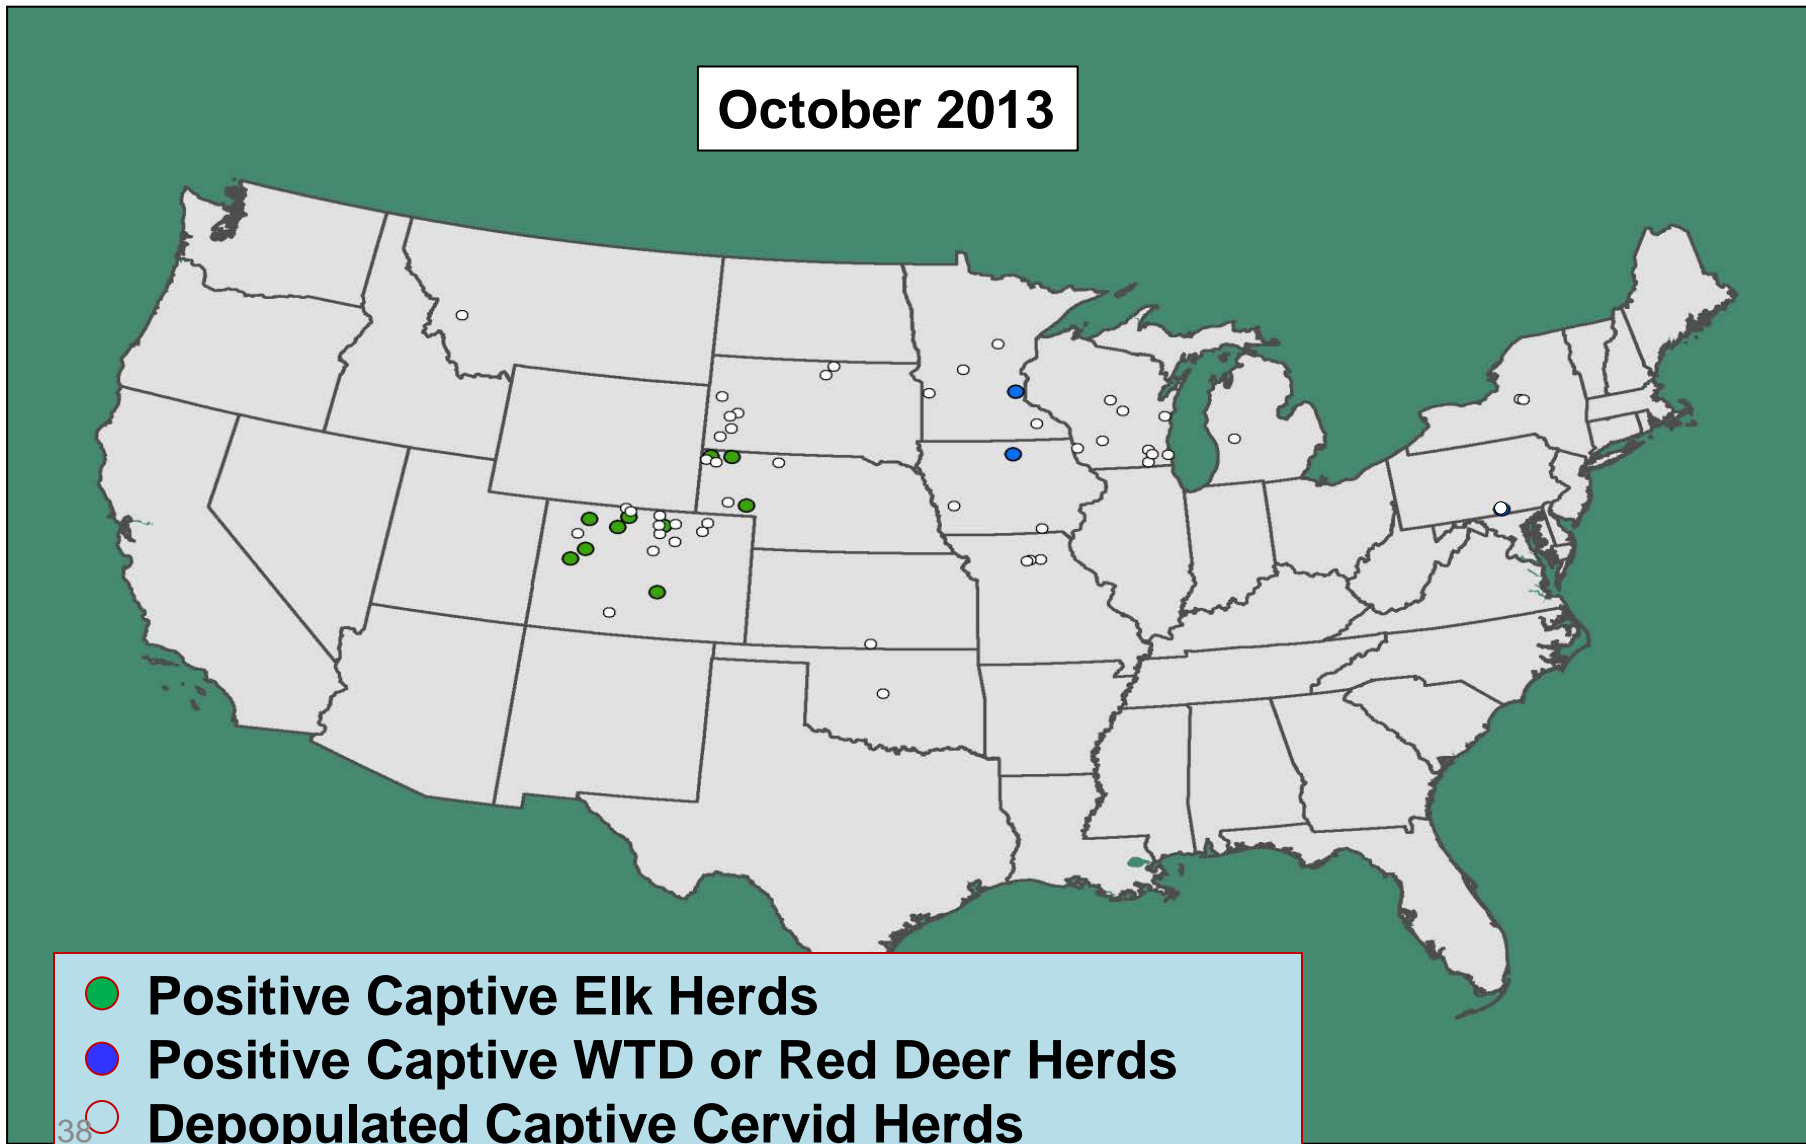 October 2013
Positive Captive Elk Herds
Positive Captive WTD or Red Deer Herds
Depopulated Captive Cervid Herds
38